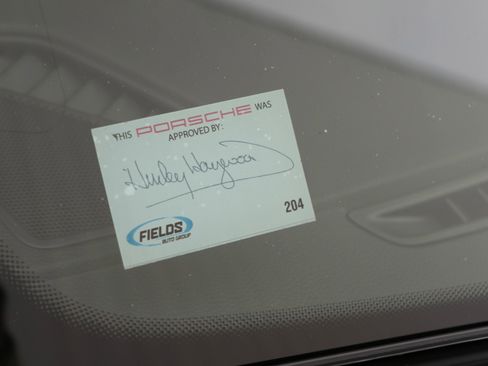 THIS PORSCHE WAS
APPROVED BY:
Hurley Haywood
204
FIELDS
AUTO GROUP